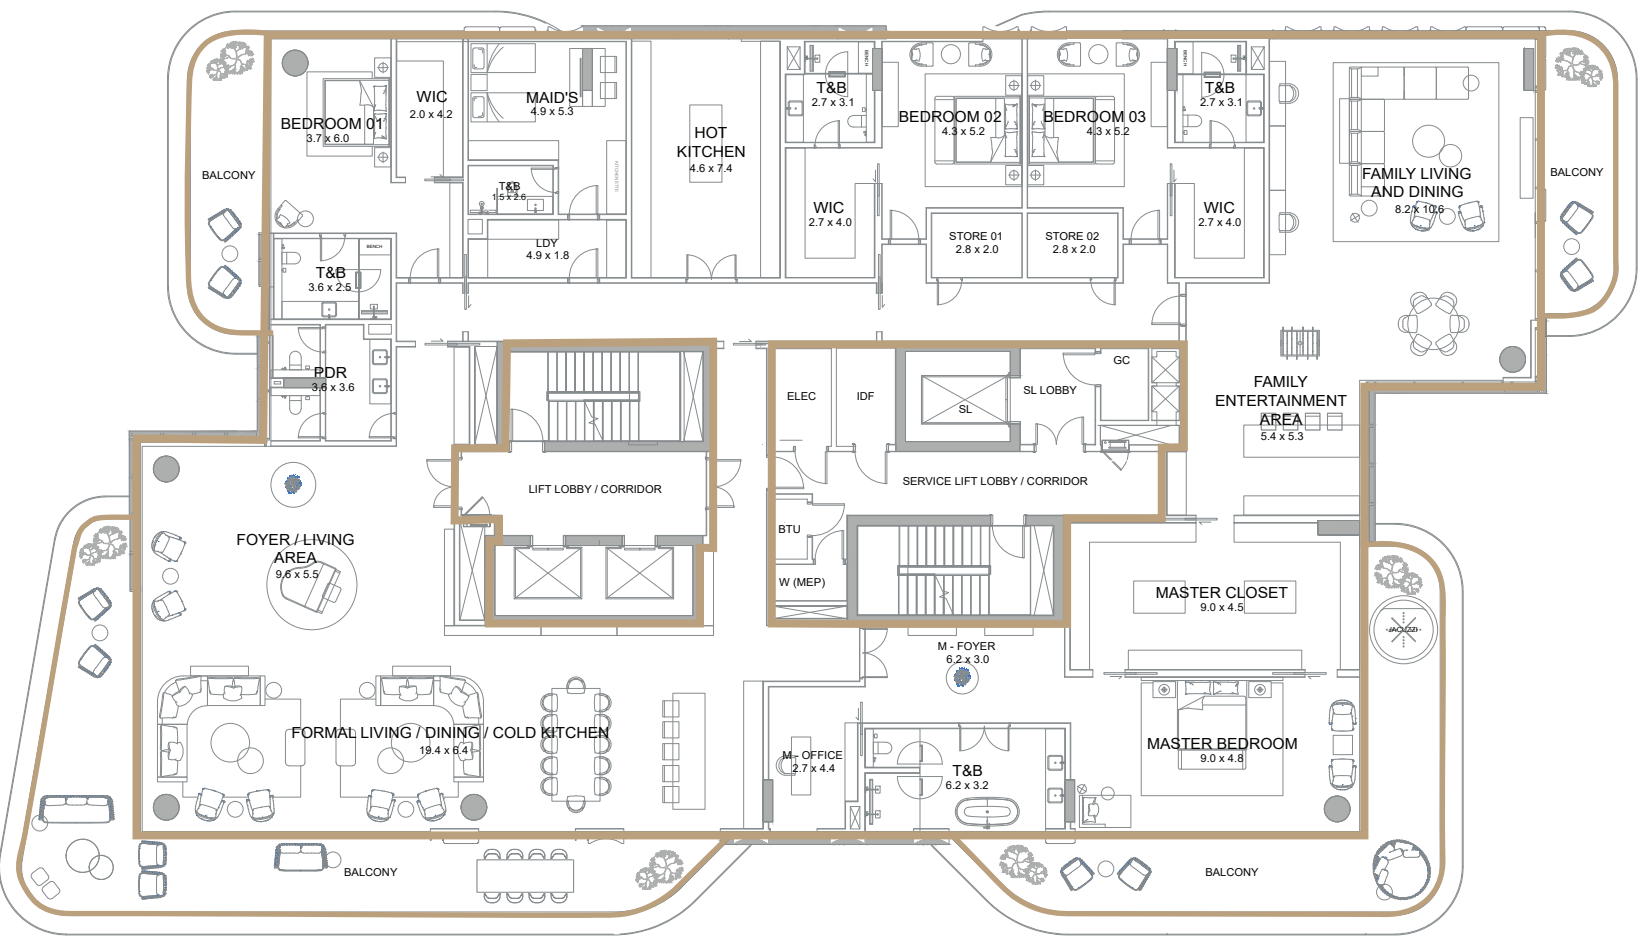 BALCONY
BEDROOM 01
3.7 x 6.0
WIC
2.0 x 4.2
MAID'S
4.9 x 5.3
KITCHENETTE
T&B
1.5 x 2.6
LDY
4.9 x 1.8
HOT
KITCHEN
4.6 x 7.4
BENCH
T&B
2.7 x 3.1
WIC
2.7 x 4.0
BEDROOM 02
4.3 x 5.2
BEDROOM 03
4.3 x 5.2
STORE 01
2.8 x 2.0
STORE 02
2.8 x 2.0
BENCH
T&B
2.7 x 3.1
WIC
2.7 x 4.0
FAMILY LIVING
AND DINING
8.2 x 10.6
BALCONY
BENCH
T&B
3.6 x 2.5
PDR
3.6 x 3.6
ELEC
IDF
SL
SL LOBBY
GC
FAMILY
ENTERTAINMENT
AREA
5.4 x 5.3
LIFT LOBBY / CORRIDOR
SERVICE LIFT LOBBY / CORRIDOR
BTU
W (MEP)
FOYER / LIVING
AREA
9.6 x 5.5
MASTER CLOSET
9.0 x 4.5
JACUZZI
M - FOYER
6.2 x 3.0
FORMAL LIVING / DINING / COLD KITCHEN
19.4 x 6.4
M - OFFICE
2.7 x 4.4
T&B
6.2 x 3.2
MASTER BEDROOM
9.0 x 4.8
BALCONY
BALCONY